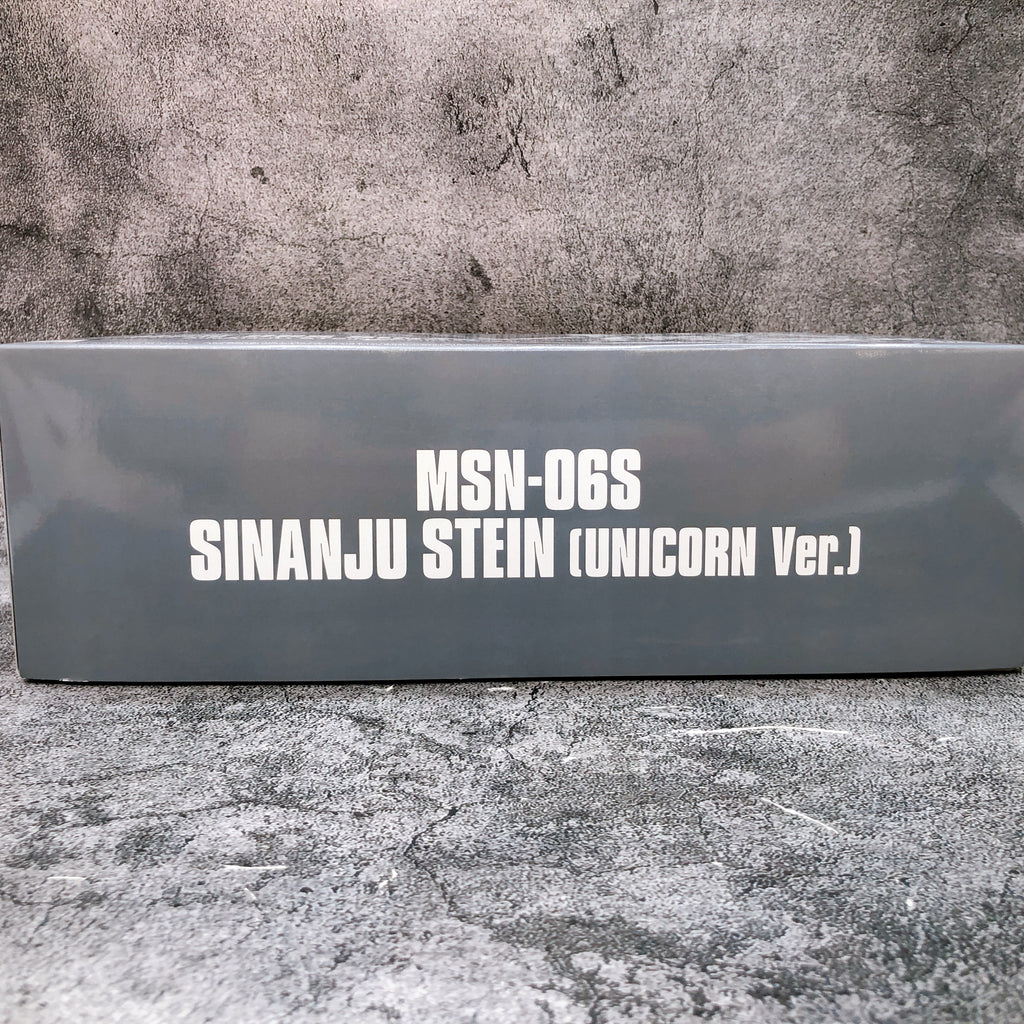 MSN-06S
SINANJU STEIN (UNICORN Ver.)